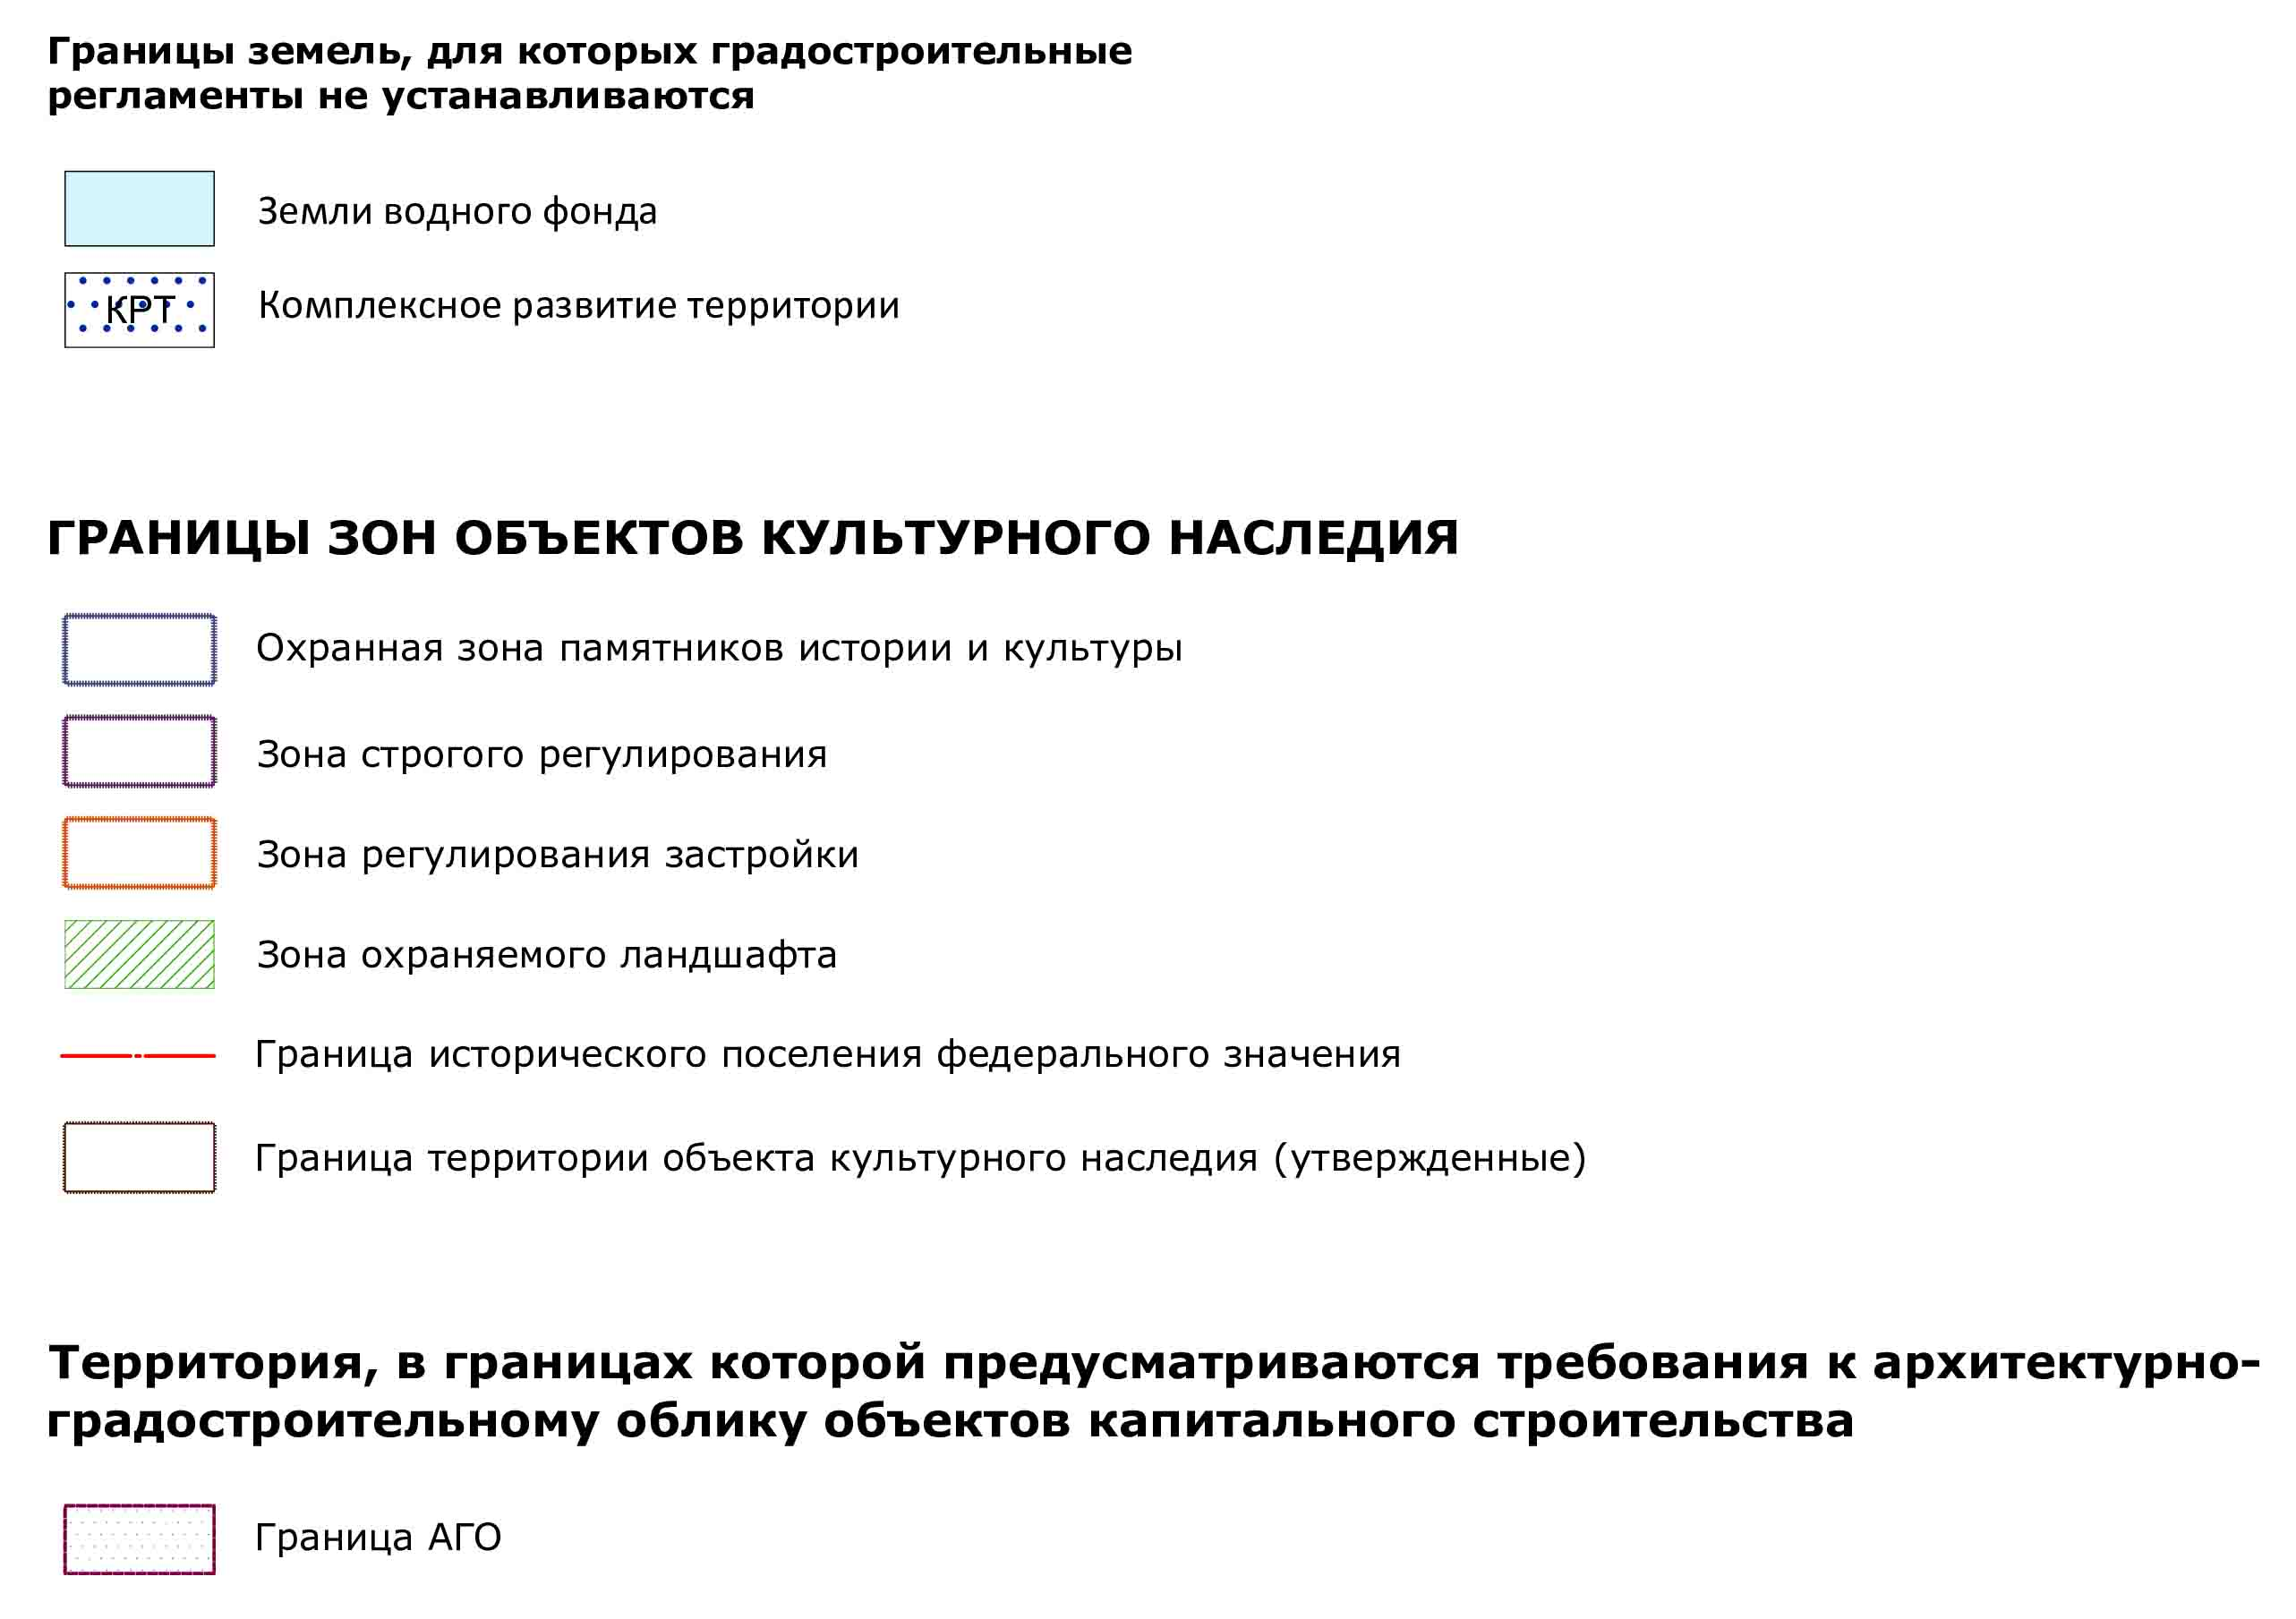 Границы земель, для которых градостроительные
регламенты не устанавливаются
Земли водного фонда
КРТ
Комплексное развитие территории
ГРАНИЦЫ ЗОН ОБЪЕКТОВ КУЛЬТУРНОГО НАСЛЕДИЯ
Охранная зона памятников истории и культуры
Зона строгого регулирования
Зона регулирования застройки
Зона охраняемого ландшафта
Граница исторического поселения федерального значения
Граница территории объекта культурного наследия (утвержденные)
Территория, в границах которой предусматриваются требования к архитектурно-
градостроительному облику объектов капитального строительства
Граница АГО